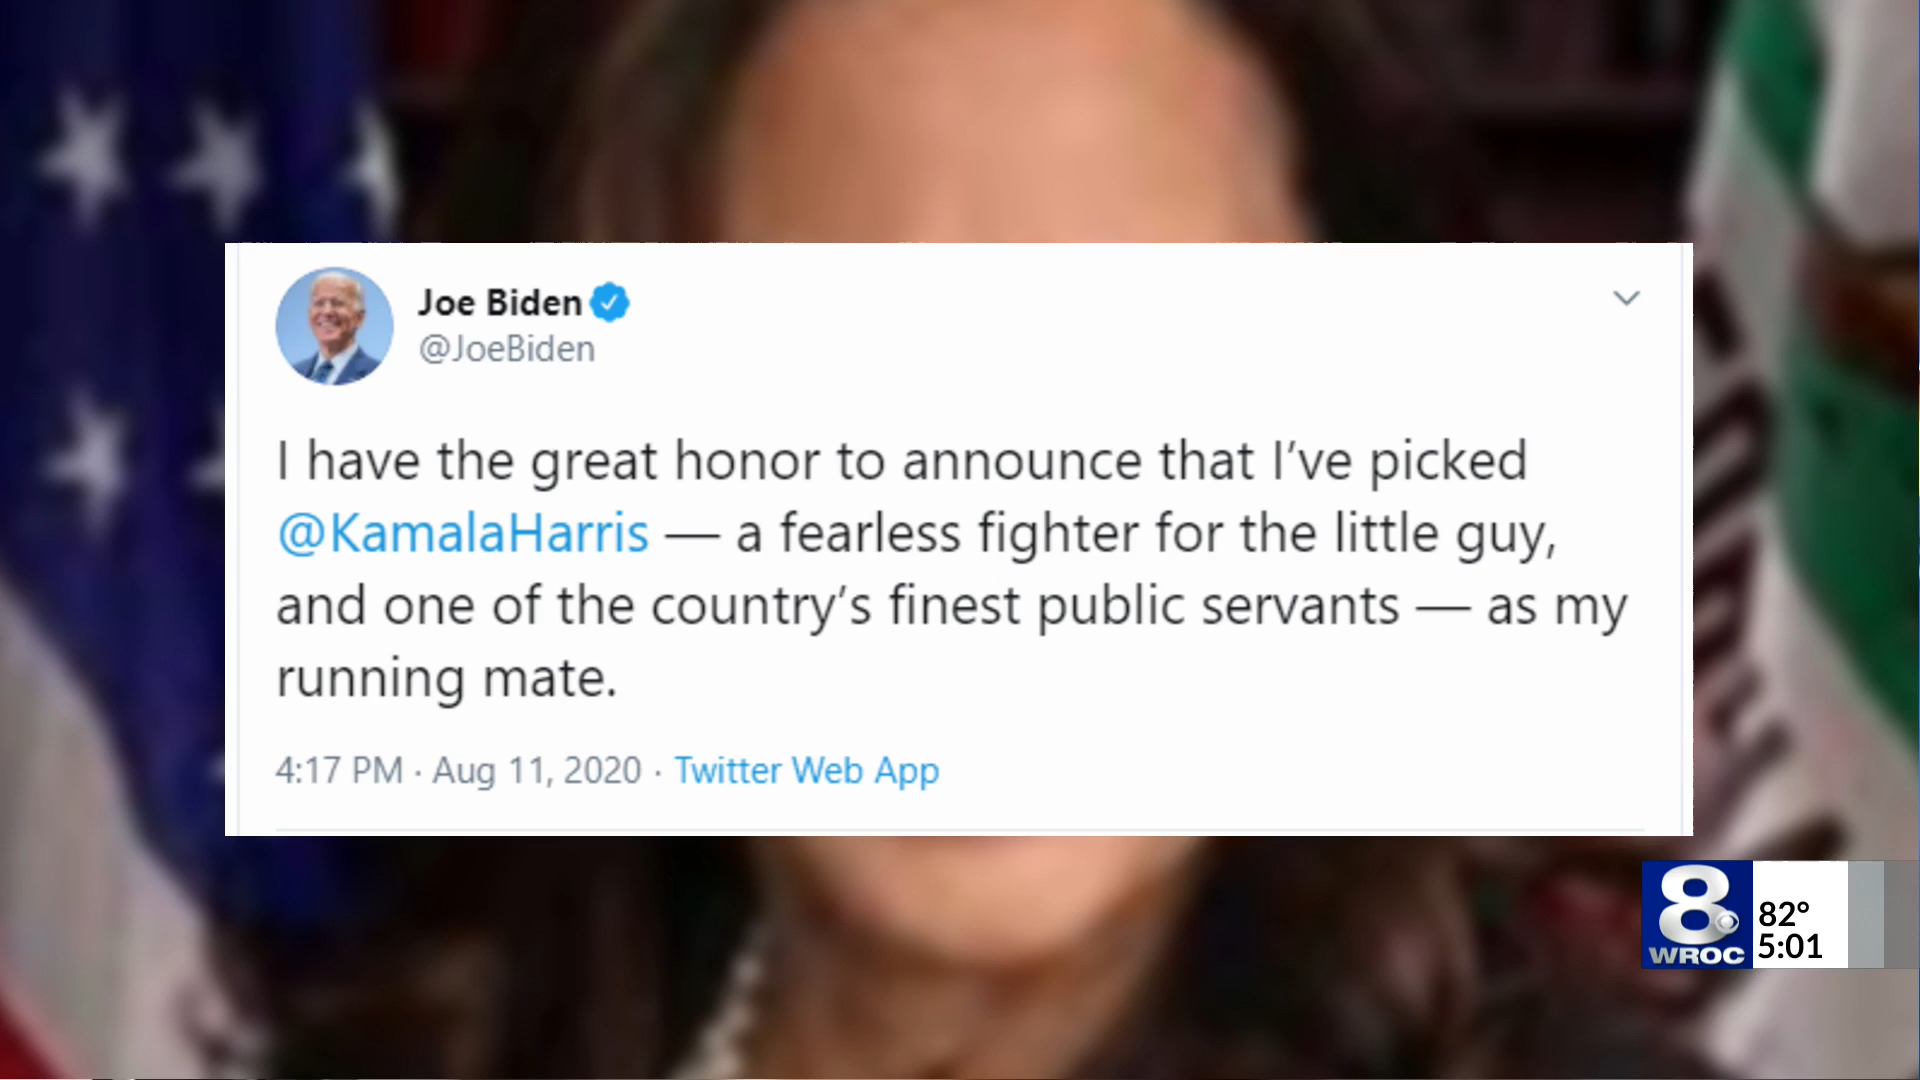 Joe Biden
@JoeBiden
I have the great honor to announce that I’ve picked
@KamalaHarris — a fearless fighter for the little guy,
and one of the country’s finest public servants — as my
running mate.
4:17 PM · Aug 11, 2020 · Twitter Web App
8
WROC
82°
5:01